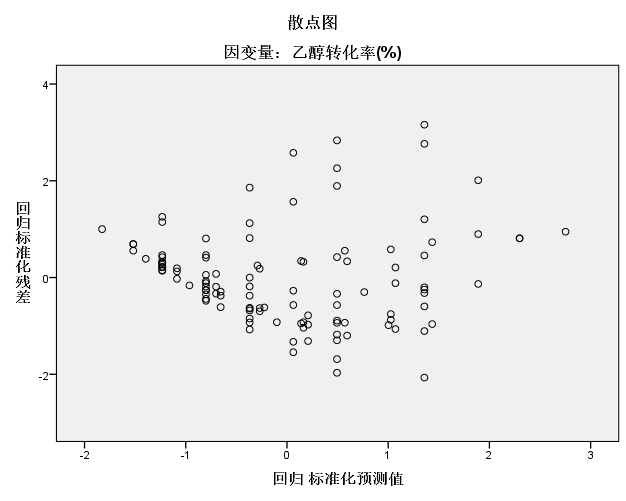 散点图
因变量：乙醇转化率(%)
4
2
0
-2
回归标准化残差
-2 -1 0 1 2 3
回归 标准化预测值